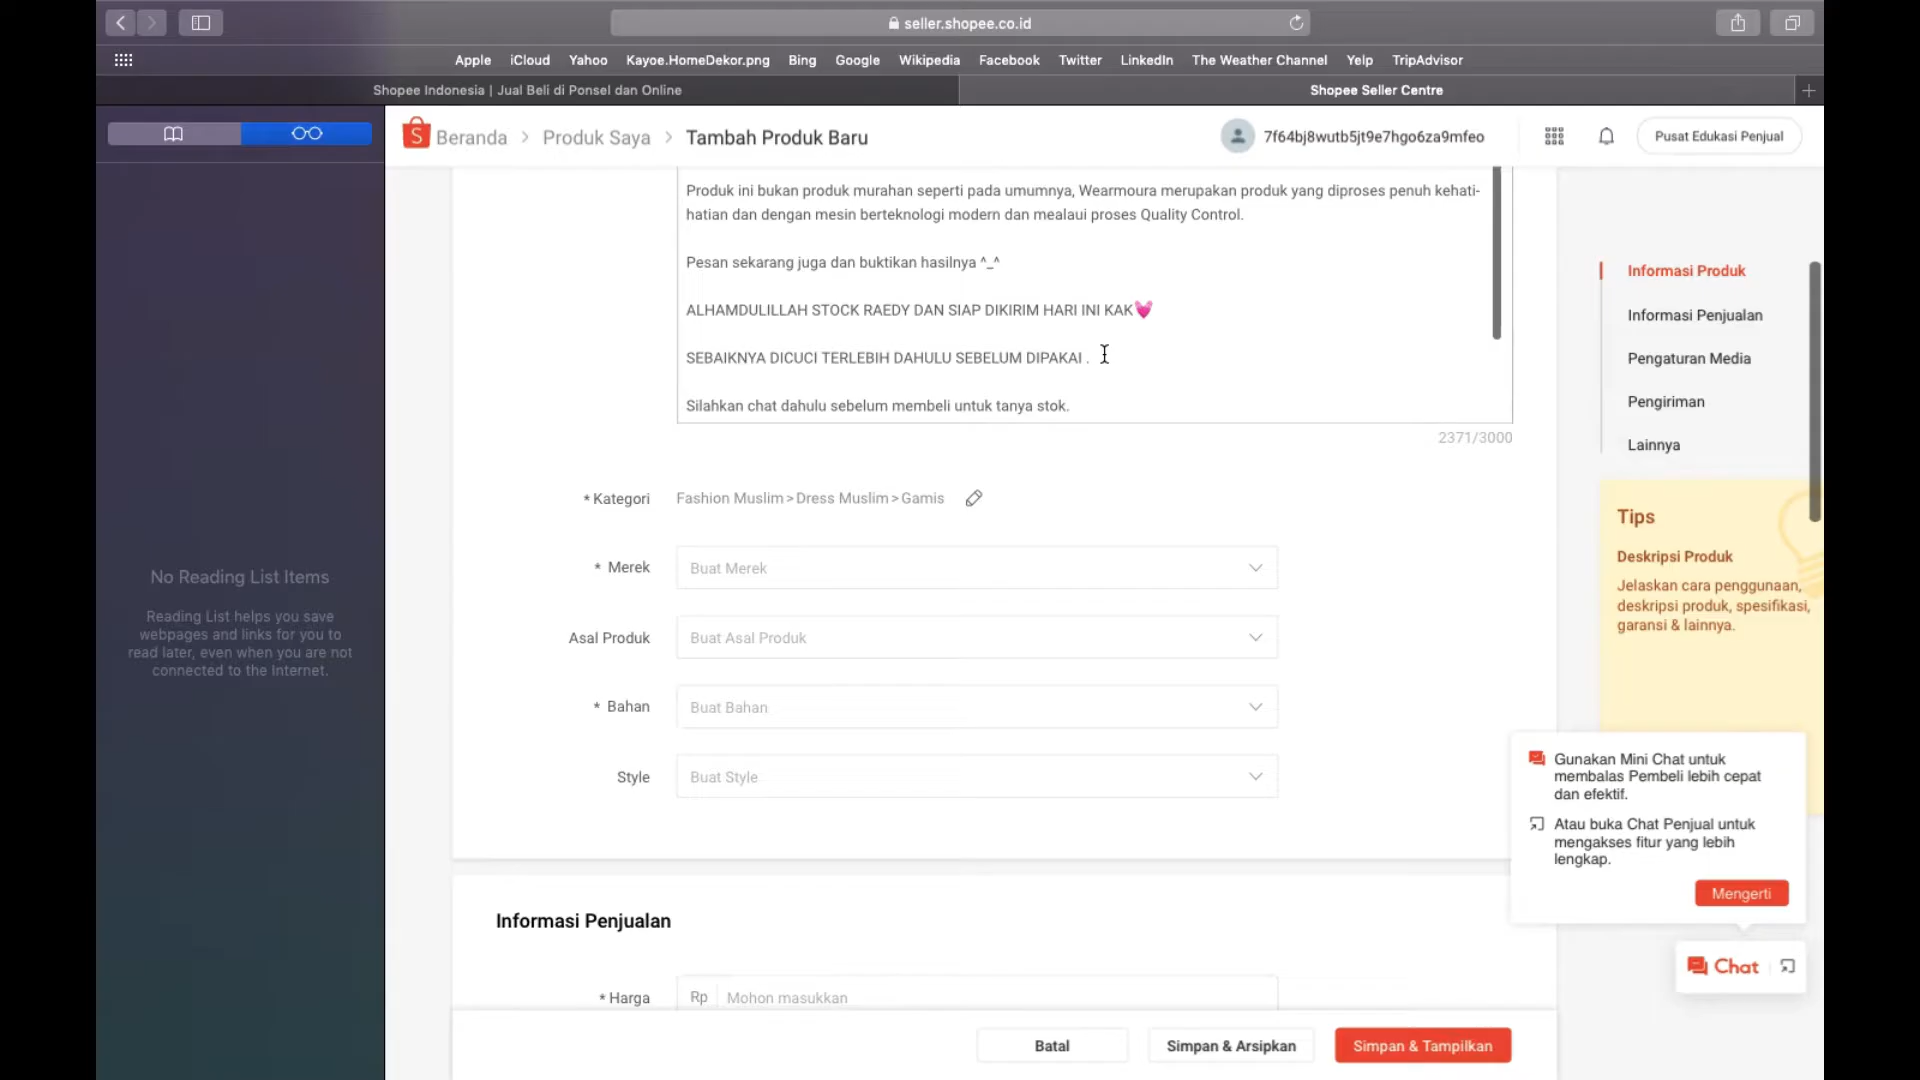 seller.shopee.co.id
Apple iCloud Yahoo Kayoe.HomeDekor.png Bing Google Wikipedia Facebook Twitter LinkedIn The Weather Channel Yelp TripAdvisor
Shopee Indonesia | Jual Beli di Ponsel dan Online
Shopee Seller Centre
Beranda > Produk Saya > Tambah Produk Baru
7f64bj8wutb5jt9e7hgo6za9mfeo
Pusat Edukasi Penjual
No Reading List Items
Reading List helps you save
webpages and links for you to
read later, even when you are not
connected to the Internet.
Produk ini bukan produk murahan seperti pada umumnya, Wearmoura merupakan produk yang diproses penuh kehati-
hatian dan dengan mesin berteknologi modern dan mealaui proses Quality Control.
Pesan sekarang juga dan buktikan hasilnya ^_^
ALHAMDULILLAH STOCK RAEDY DAN SIAP DIKIRIM HARI INI KAK💓
SEBAIKNYA DICUCI TERLEBIH DAHULU SEBELUM DIPAKAI .
Silahkan chat dahulu sebelum membeli untuk tanya stok.
2371/3000
* Kategori
Fashion Muslim > Dress Muslim > Gamis
* Merek
Buat Merek
Asal Produk
Buat Asal Produk
* Bahan
Buat Bahan
Style
Buat Style
Informasi Penjualan
* Harga
Rp
Mohon masukkan
Batal
Simpan & Arsipkan
Simpan & Tampilkan
Informasi Produk
Informasi Penjualan
Pengaturan Media
Pengiriman
Lainnya
Tips
Deskripsi Produk
Jelaskan cara penggunaan,
deskripsi produk, spesifikasi,
garansi & lainnya.
Gunakan Mini Chat untuk
membalas Pembeli lebih cepat
dan efektif.
Atau buka Chat Penjual untuk
mengakses fitur yang lebih
lengkap.
Mengerti
Chat